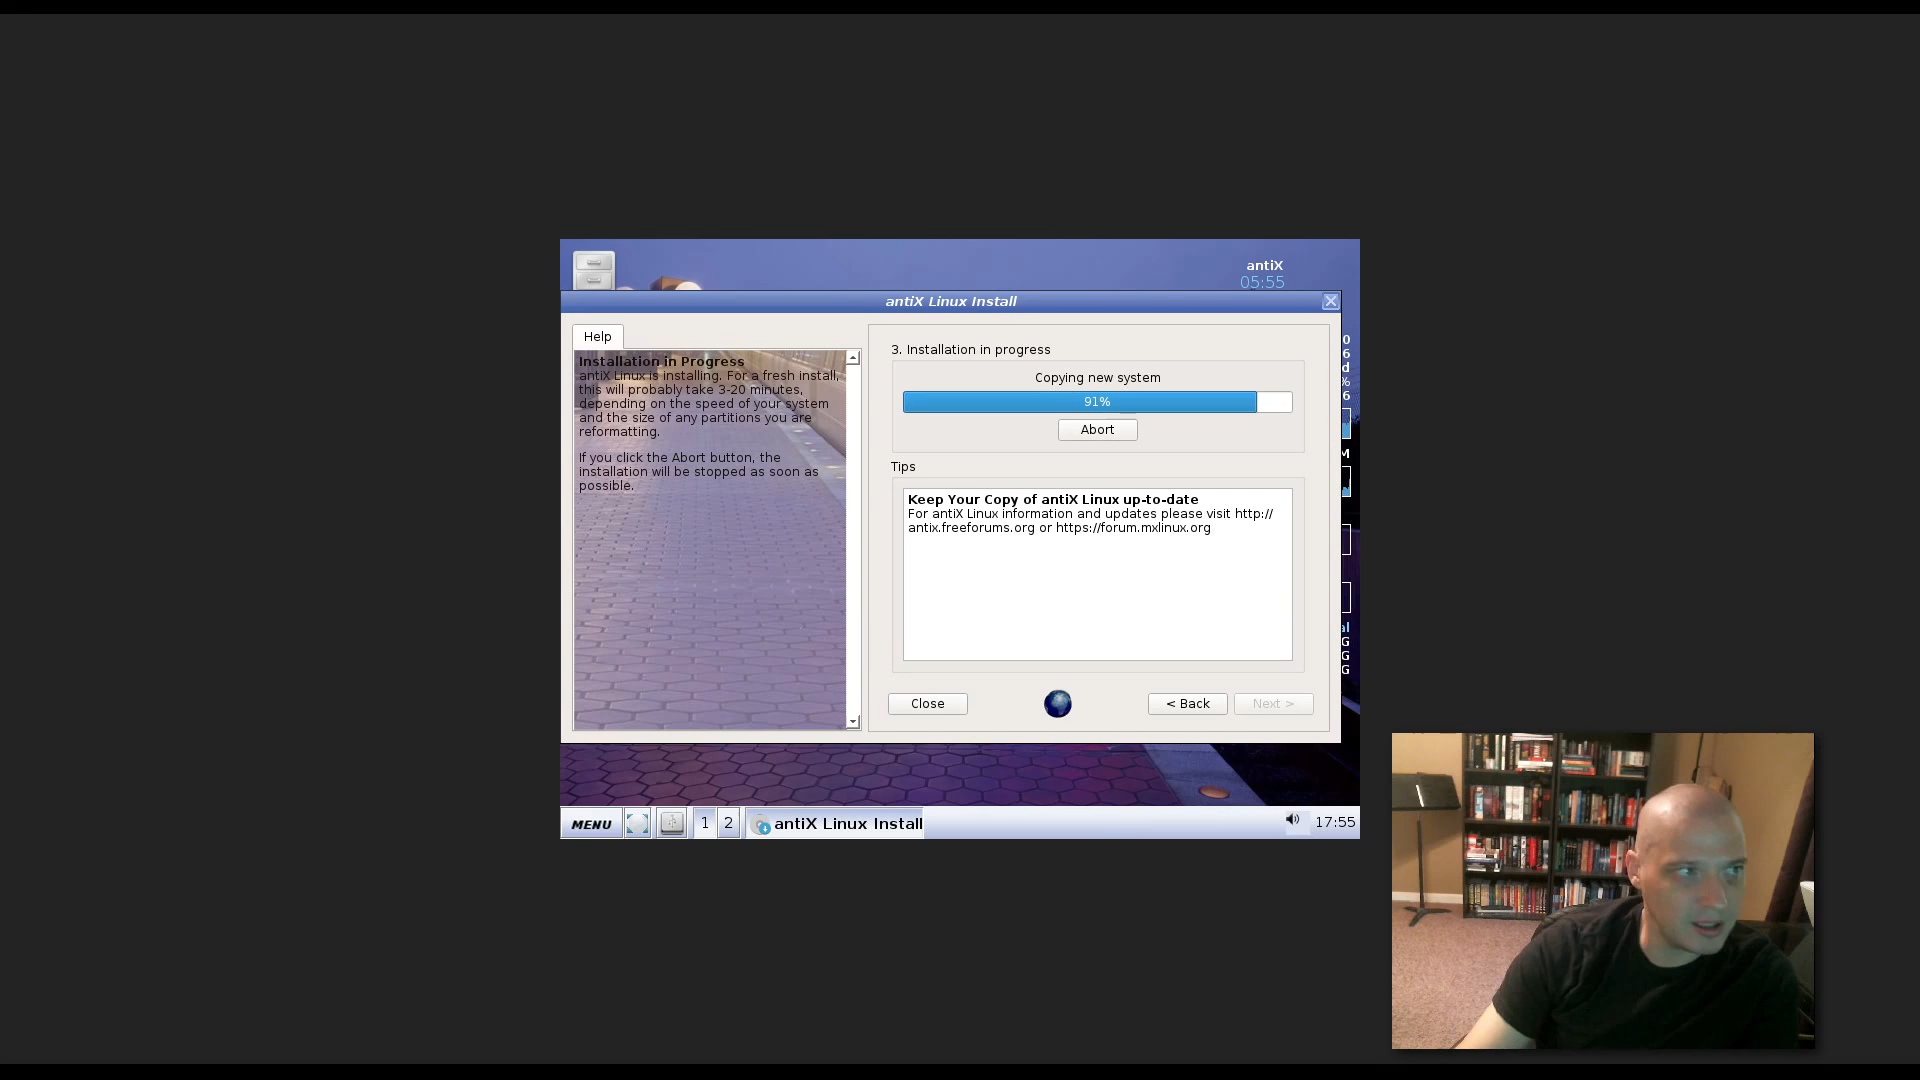 antiX
05:55
antiX Linux Install
Help
Installation in Progress
antiX Linux is installing. For a fresh install,
this will probably take 3-20 minutes,
depending on the speed of your system
and the size of any partitions you are
reformatting.
If you click the Abort button, the
installation will be stopped as soon as
possible.
3. Installation in progress
Copying new system
91%
Abort
Tips
Keep Your Copy of antiX Linux up-to-date
For antiX Linux information and updates please visit http://
antix.freeforums.org or https://forum.mxlinux.org
Close
< Back
Next >
0
6
d
%
6
M
al
G
G
G
MENU
1
2
antiX Linux Install
17:55